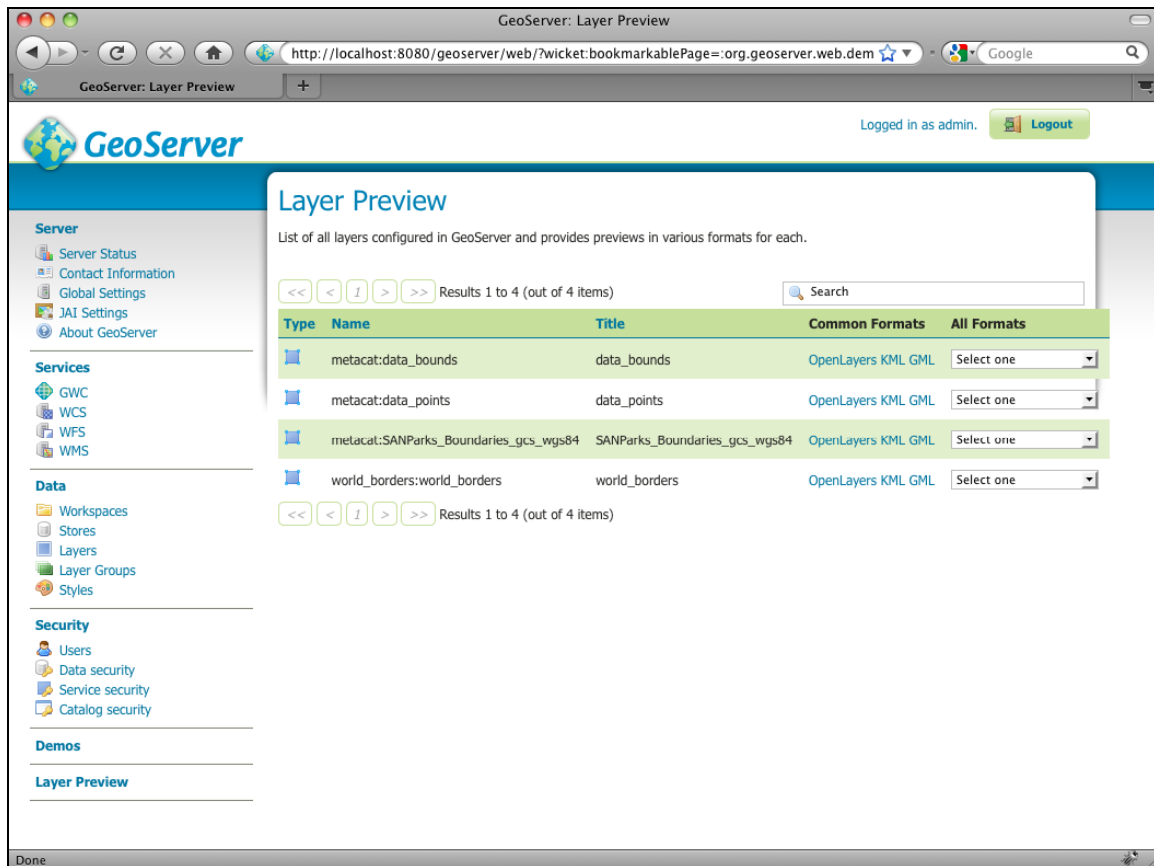 GeoServer: Layer Preview
http://localhost:8080/geoserver/web/?wicket:bookmarkablePage=:org.geoserver.web.dem
Google
GeoServer: Layer Preview
+
GeoServer
Logged in as admin.
Logout
Server
Server Status
Contact Information
Global Settings
JAI Settings
About GeoServer
Services
GWC
WCS
WFS
WMS
Data
Workspaces
Stores
Layers
Layer Groups
Styles
Security
Users
Data security
Service security
Catalog security
Demos
Layer Preview
Layer Preview
List of all layers configured in GeoServer and provides previews in various formats for each.
<< < 1 > >> Results 1 to 4 (out of 4 items)
Search
Type Name Title Common Formats All Formats
metacat:data_bounds data_bounds OpenLayers KML GML Select one
metacat:data_points data_points OpenLayers KML GML Select one
metacat:SANParks_Boundaries_gcs_wgs84 SANParks_Boundaries_gcs_wgs84 OpenLayers KML GML Select one
world_borders:world_borders world_borders OpenLayers KML GML Select one
<< < 1 > >> Results 1 to 4 (out of 4 items)
Done